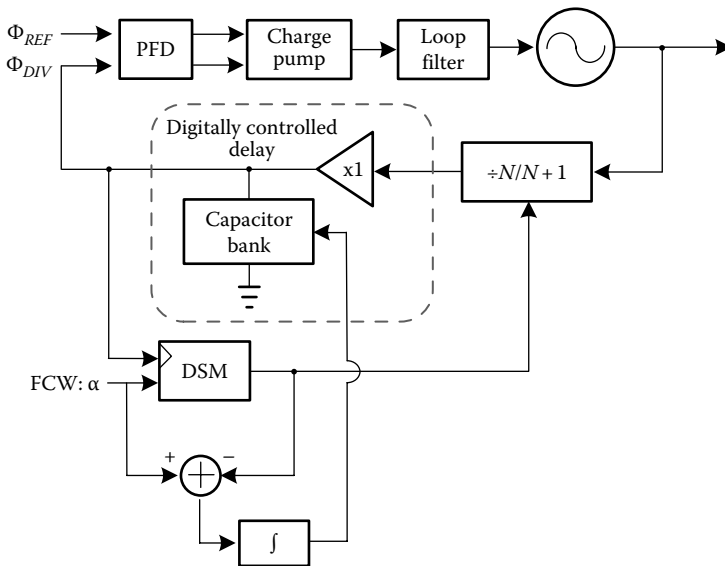 Φ_REF
Φ_DIV
PFD
Charge
pump
Loop
filter
Digitally controlled
delay
x1
÷N/N + 1
Capacitor
bank
DSM
FCW: α
+
−
∫